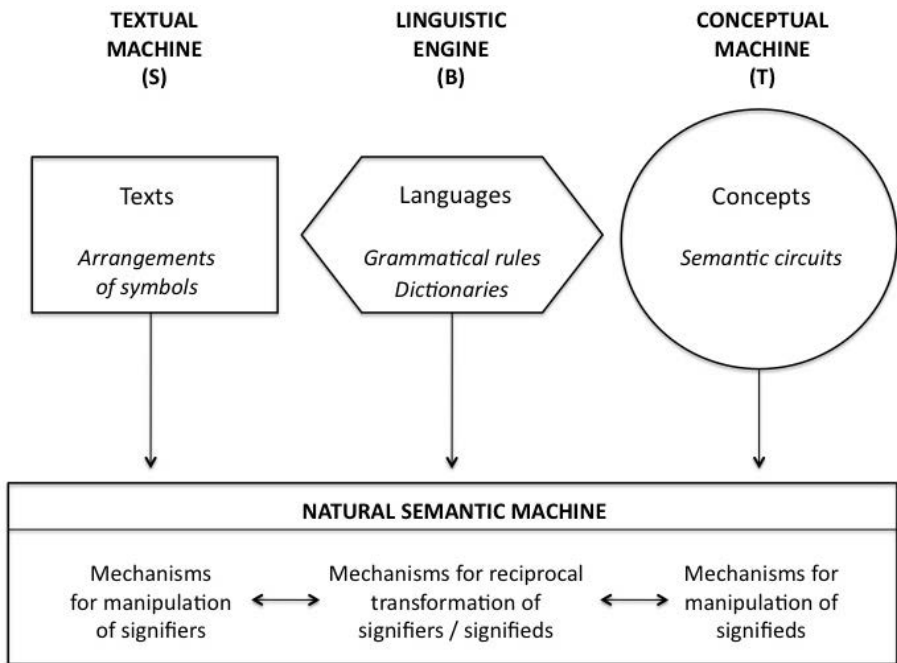 TEXTUAL
MACHINE
(S)
LINGUISTIC
ENGINE
(B)
CONCEPTUAL
MACHINE
(T)
Texts
Arrangements
of symbols
Languages
Grammatical rules
Dictionaries
Concepts
Semantic circuits
NATURAL SEMANTIC MACHINE
Mechanisms
for manipulation
of signifiers
Mechanisms for reciprocal
transformation of
signifiers / signifieds
Mechanisms for
manipulation of
signifieds